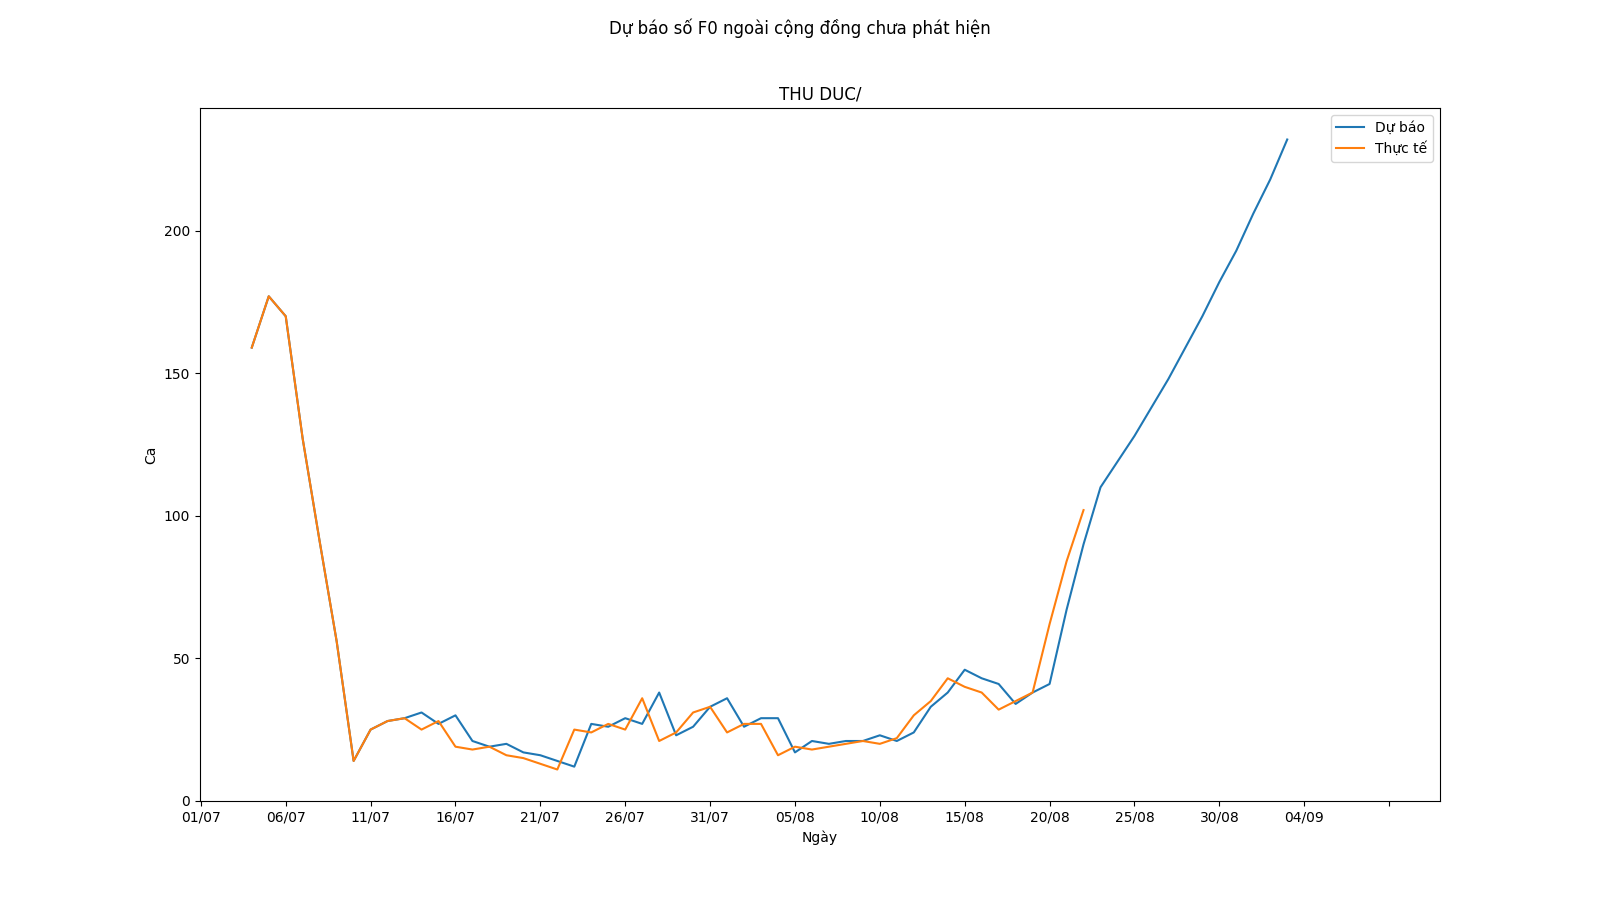 Dự báo số F0 ngoài cộng đồng chưa phát hiện
THU DUC/
Dự báo
Thực tế
200
150
100
50
0
Ca
01/07 06/07 11/07 16/07 21/07 26/07 31/07 05/08 10/08 15/08 20/08 25/08 30/08 04/09
Ngày